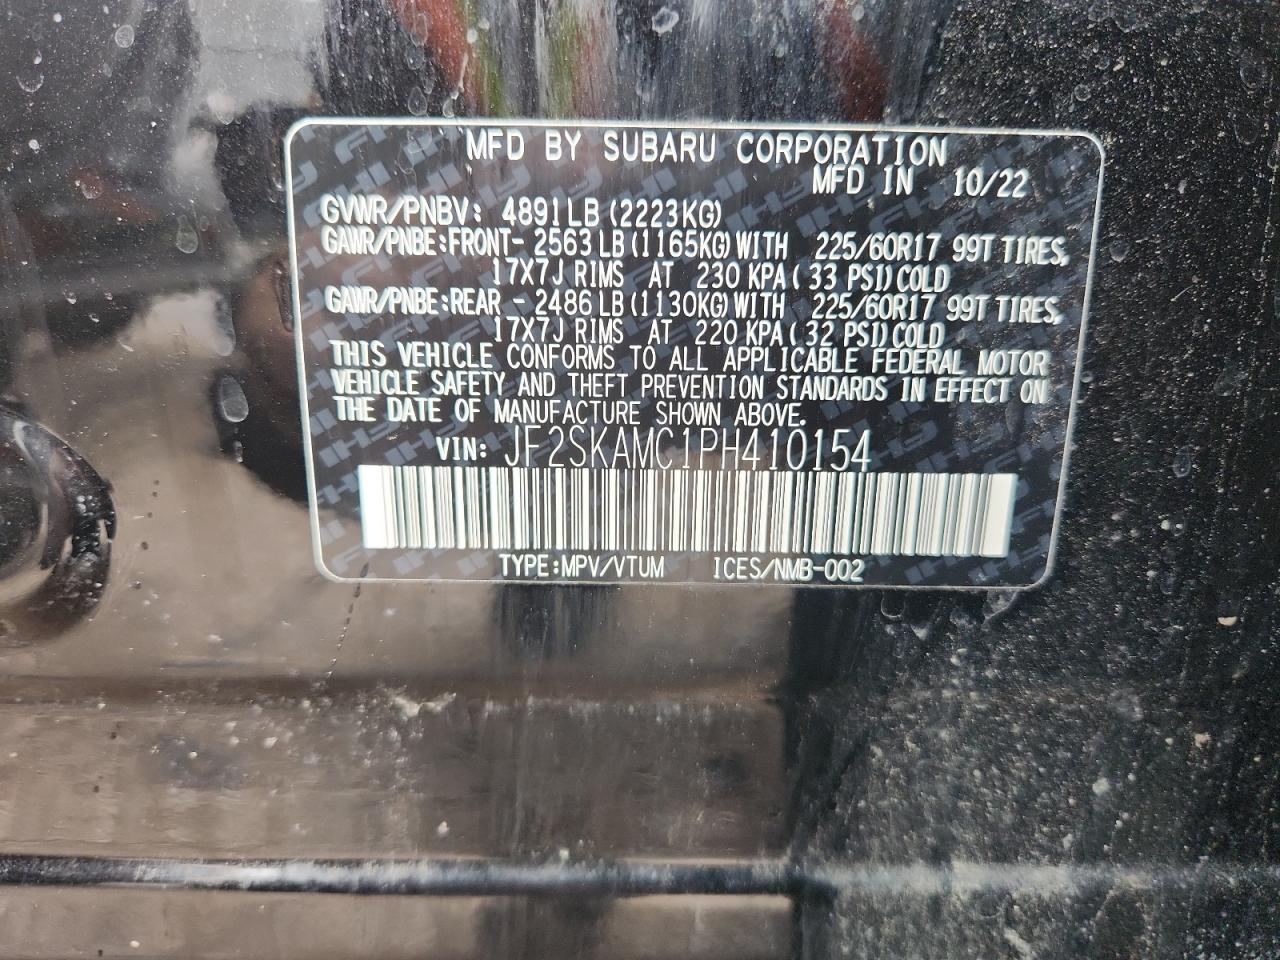 MFD BY SUBARU CORPORATION
MFD IN 10/22
GVWR/PNBV: 4891LB(2223KG)
GAWR/PNBE:FRONT- 2563LB(1165KG)WITH 225/60R17 99T TIRES,
17X7J RIMS AT 230 KPA(33 PSI)COLD
GAWR/PNBE:REAR - 2486LB(1130KG)WITH 225/60R17 99T TIRES,
17X7J RIMS AT 220 KPA(32 PSI)COLD
THIS VEHICLE CONFORMS TO ALL APPLICABLE FEDERAL MOTOR
VEHICLE SAFETY AND THEFT PREVENTION STANDARDS IN EFFECT ON
THE DATE OF MANUFACTURE SHOWN ABOVE.
VIN: JF2SKAMC1PH410154
TYPE:MPV/VTUM ICES/NMB-002